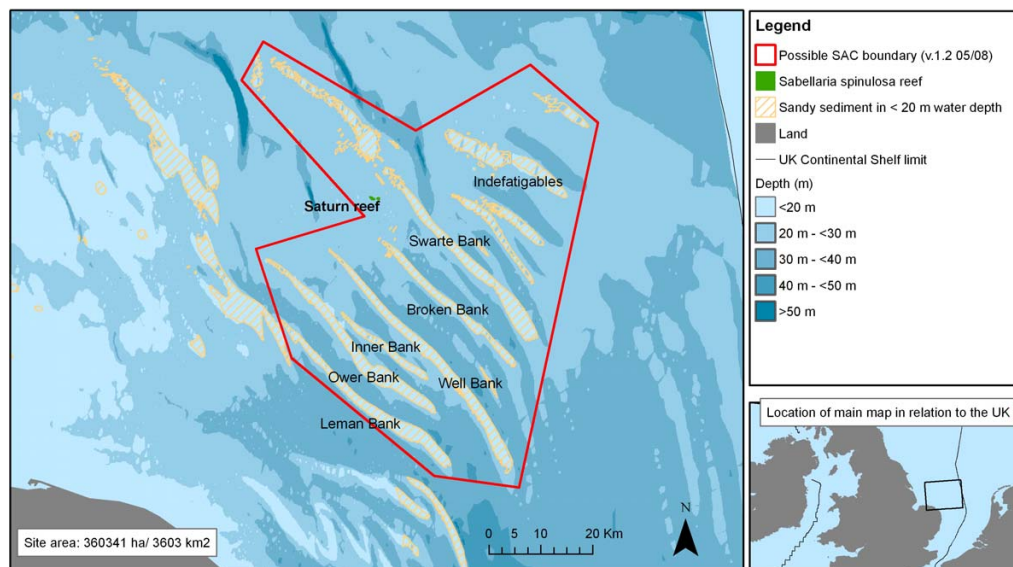 Saturn reef
Indefatigables
Swarte Bank
Broken Bank
Inner Bank
Ower Bank
Well Bank
Leman Bank
Site area: 360341 ha/ 3603 km2
0 5 10 20 Km
N
Legend
Possible SAC boundary (v.1.2 05/08)
Sabellaria spinulosa reef
Sandy sediment in < 20 m water depth
Land
UK Continental Shelf limit
Depth (m)
<20 m
20 m - <30 m
30 m - <40 m
40 m - <50 m
>50 m
Location of main map in relation to the UK